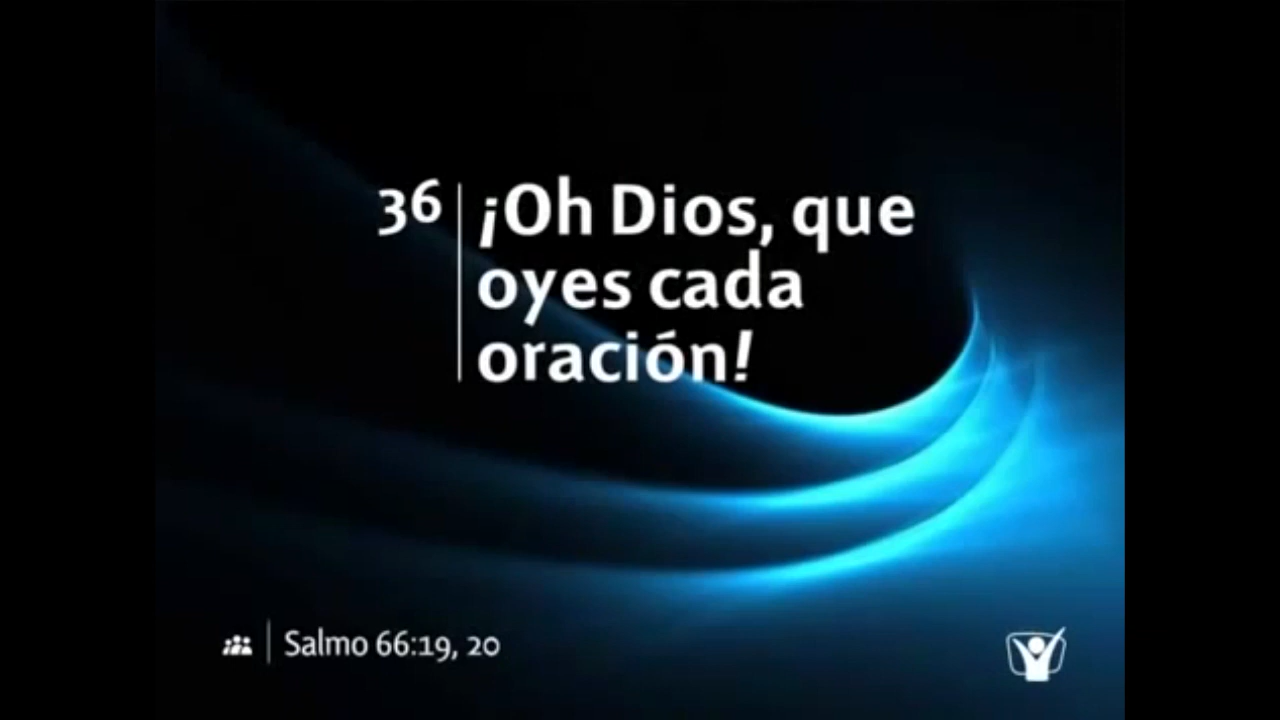 36 ¡Oh Dios, que
oyes cada
oración!
Salmo 66:19, 20